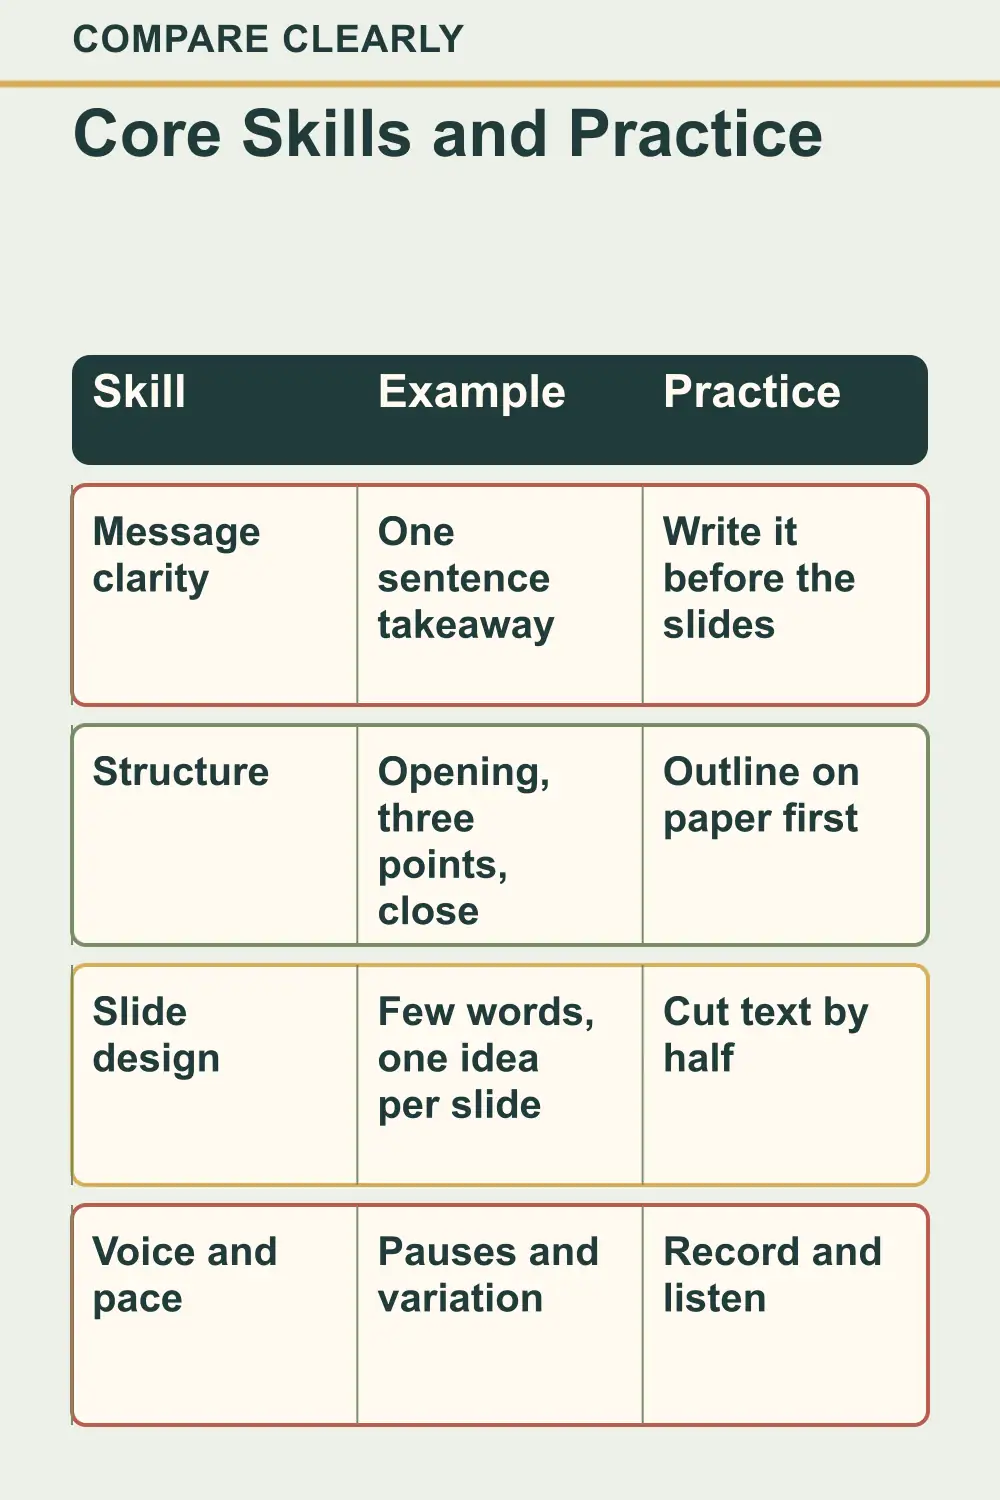 COMPARE CLEARLY
Core Skills and Practice
Skill Example Practice
Message
clarity
One
sentence
takeaway
Write it
before the
slides
Structure
Opening,
three
points,
close
Outline on
paper first
Slide
design
Few words,
one idea
per slide
Cut text by
half
Voice and
pace
Pauses and
variation
Record and
listen